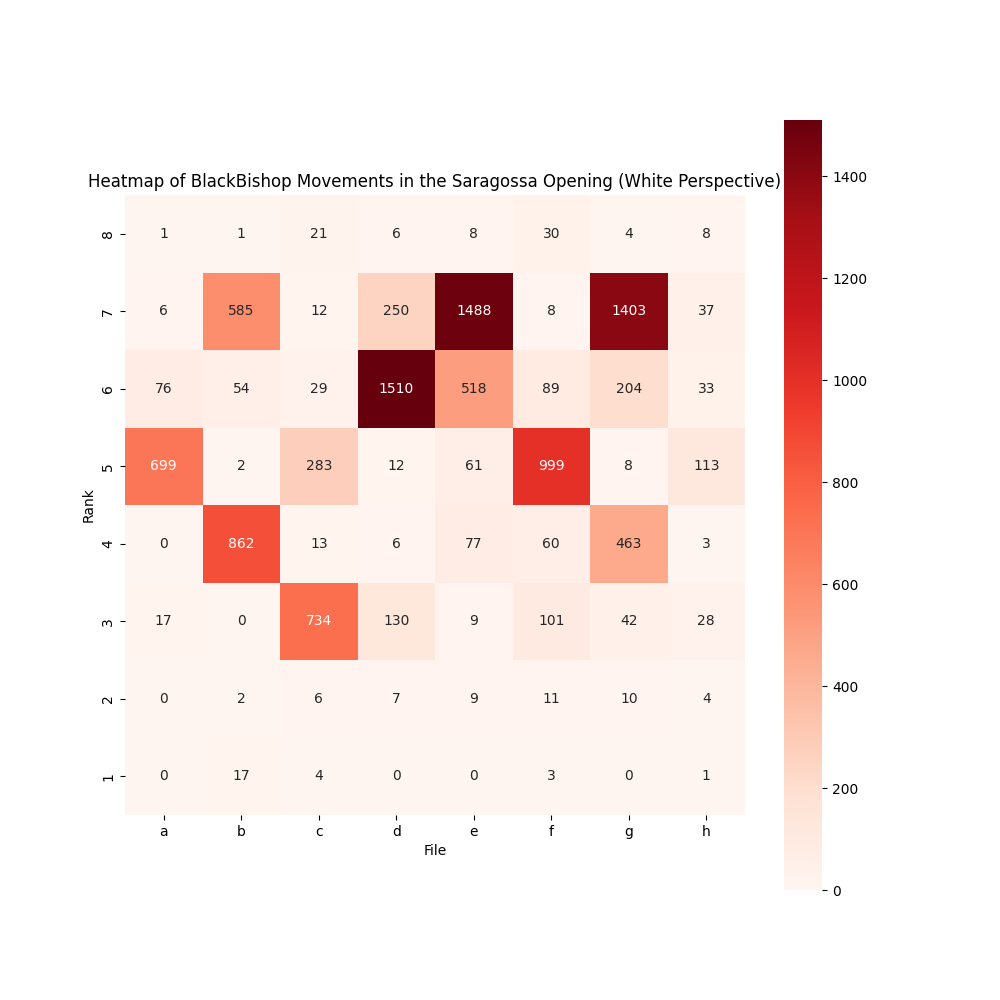 Heatmap of BlackBishop Movements in the Saragossa Opening (White Perspective)
8 1 1 21 6 8 30 4 8
7 6 585 12 250 1488 8 1403 37
6 76 54 29 1510 518 89 204 33
5 699 2 283 12 61 999 8 113
Rank
4 0 862 13 6 77 60 463 3
3 17 0 734 130 9 101 42 28
2 0 2 6 7 9 11 10 4
1 0 17 4 0 0 3 0 1
a b c d e f g h
File
1400
1200
1000
800
600
400
200
0